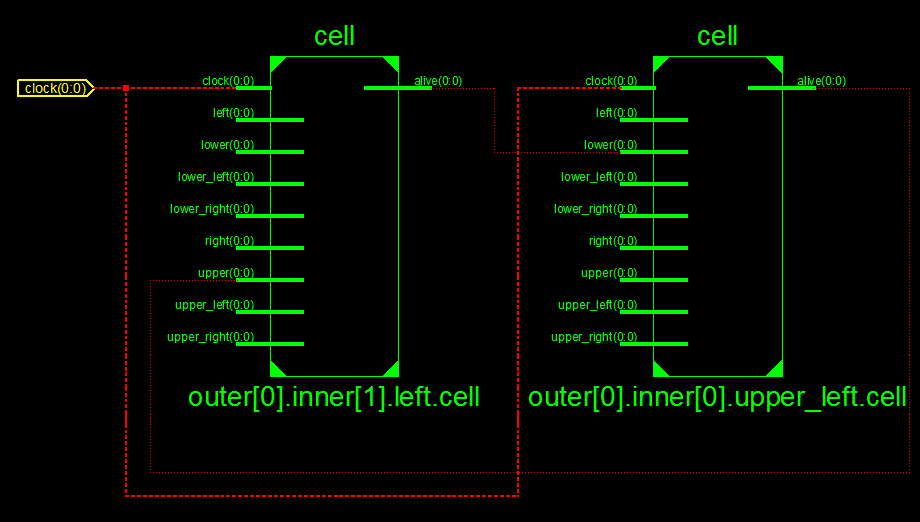 cell
cell
clock(0:0)
clock(0:0)
alive(0:0)
clock(0:0)
alive(0:0)
left(0:0)
left(0:0)
lower(0:0)
lower(0:0)
lower_left(0:0)
lower_left(0:0)
lower_right(0:0)
lower_right(0:0)
right(0:0)
right(0:0)
upper(0:0)
upper(0:0)
upper_left(0:0)
upper_left(0:0)
upper_right(0:0)
upper_right(0:0)
outer[0].inner[1].left.cell
outer[0].inner[0].upper_left.cell